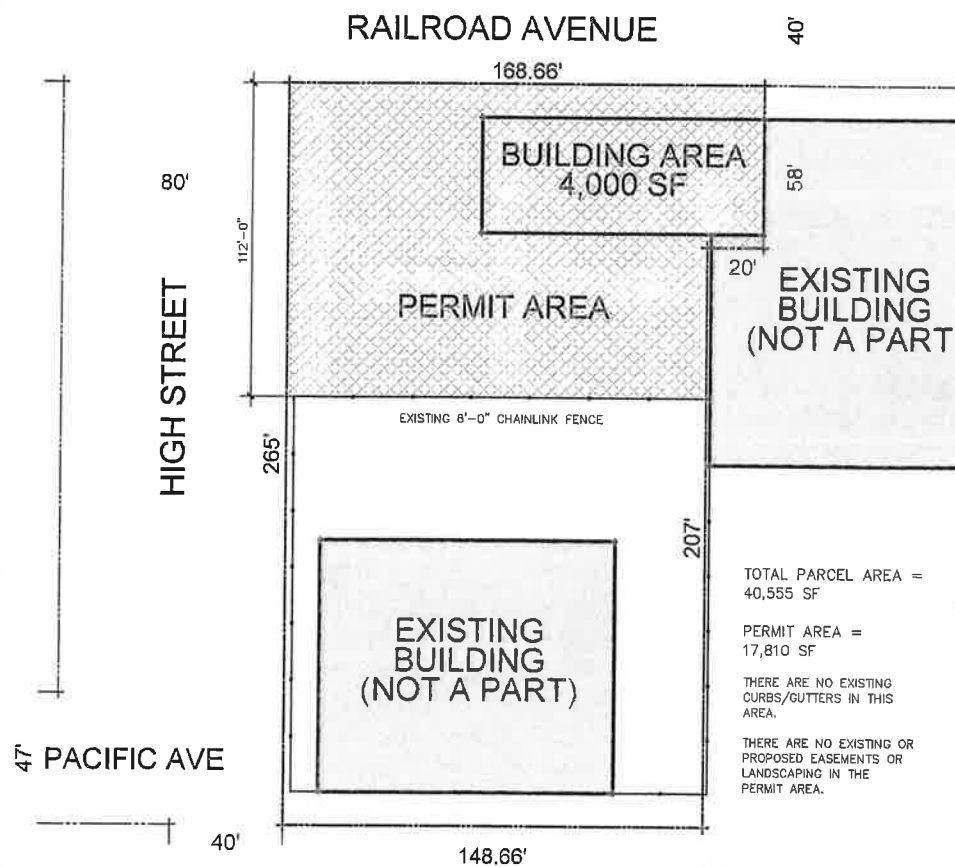 RAILROAD AVENUE
40'
168.66'
BUILDING AREA
4,000 SF
80'
58'
112'-0"
20'
EXISTING
BUILDING
(NOT A PART
PERMIT AREA
HIGH STREET
EXISTING 8'-0" CHAINLINK FENCE
265'
207'
TOTAL PARCEL AREA =
40,555 SF
PERMIT AREA =
17,810 SF
THERE ARE NO EXISTING
CURBS/GUTTERS IN THIS
AREA.
THERE ARE NO EXISTING OR
PROPOSED EASEMENTS OR
LANDSCAPING IN THE
PERMIT AREA.
EXISTING
BUILDING
(NOT A PART)
47'
PACIFIC AVE
40'
148.66'